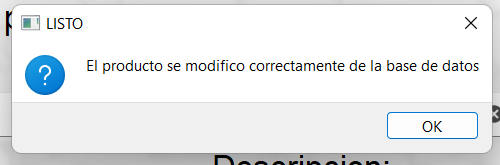 LISTO
El producto se modifico correctamente de la base de datos
OK
Descripcion: